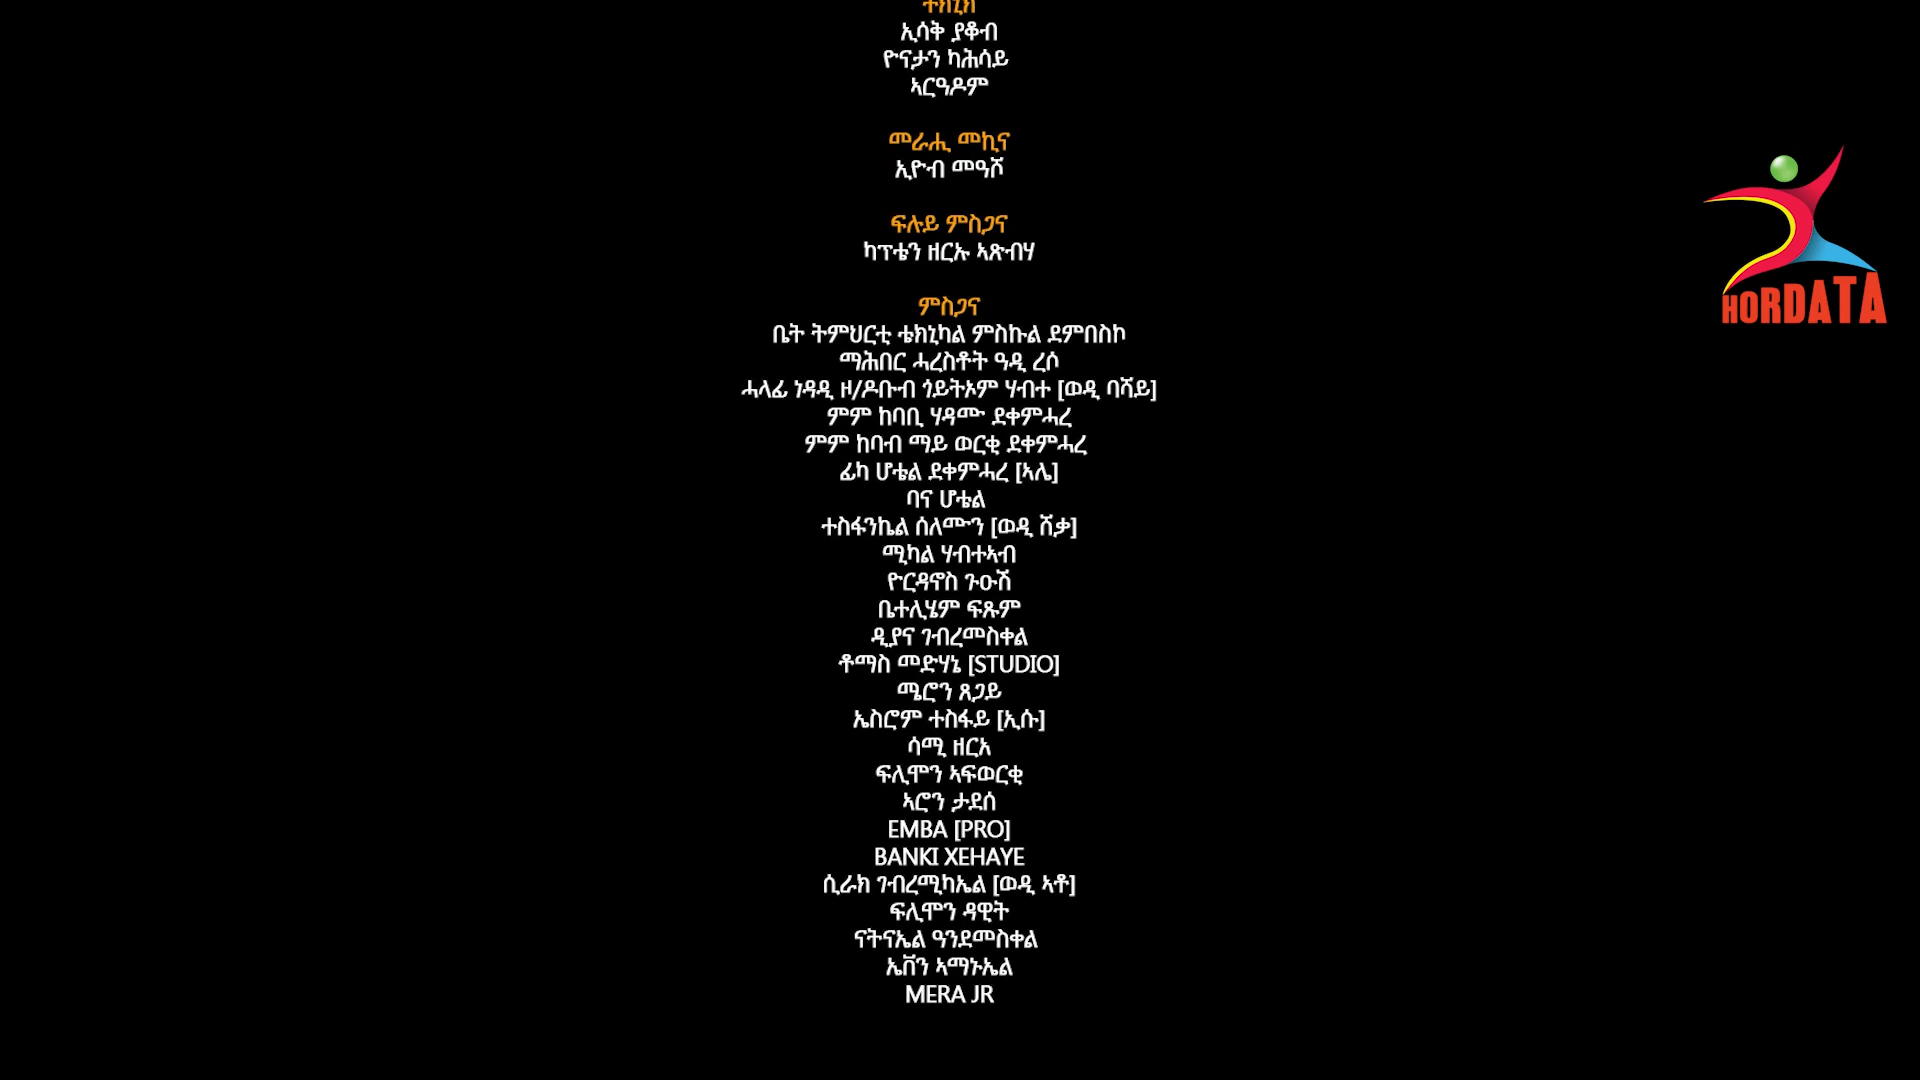 ተክኒክ
ኢሳቅ ያቆብ
ዮናታን ካሕሳይ
ኣርዓዶም
መራሒ መኪና
ኢዮብ መዓሾ
ፍሉይ ምስጋና
ካፕቴን ዘርኡ ኣጽብሃ
ምስጋና
ቤት ትምህርቲ ቴክኒካል ምስኩል ደምበስኮ
ማሕበር ሓረስቶት ዓዲ ረሶ
ሓላፊ ነዳዲ ዞ/ዶቡብ ጎይትኦም ሃብተ [ወዲ ባሻይ]
ምም ከባቢ ሃዳሙ ደቀምሓረ
ምም ከባብ ማይ ወርቂ ደቀምሓረ
ፊካ ሆቴል ደቀምሓረ [ኣሌ]
ባና ሆቴል
ተስፋንኬል ሰለሙን [ወዲ ሸቃ]
ሚካል ሃብተኣብ
ዮርዳኖስ ጉዑሽ
ቤተሊሄም ፍጹም
ዲያና ገብረመስቀል
ቶማስ መድሃኔ [STUDIO]
ሜሮን ጸጋይ
ኤስሮም ተስፋይ [ኢሱ]
ሳሚ ዘርአ
ፍሊሞን ኣፍወርቂ
ኣሮን ታደሰ
EMBA [PRO]
BANKI XEHAYE
ሲራክ ገብረሚካኤል [ወዲ ኣቶ]
ፍሊሞን ዳዊት
ናትናኤል ዓንደመስቀል
ኤቨን ኣማኑኤል
MERA JR
HORDATA